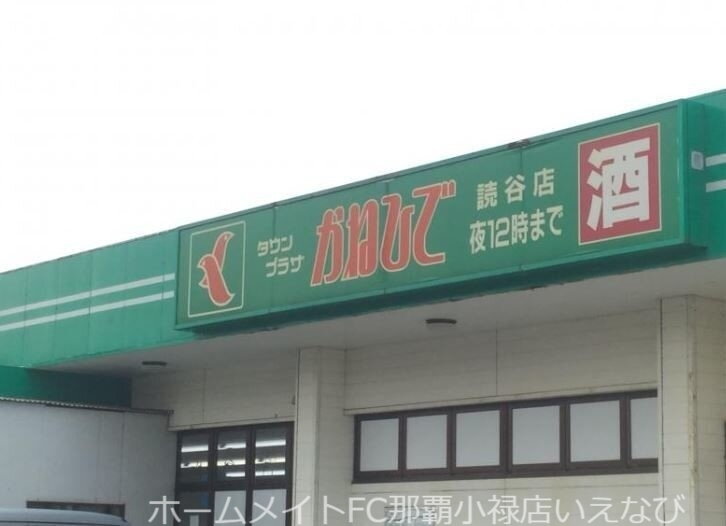 タウン
プラザ
かねひで
読谷店
夜12時まで
酒
ホームメイトFC那覇小禄店いえなび